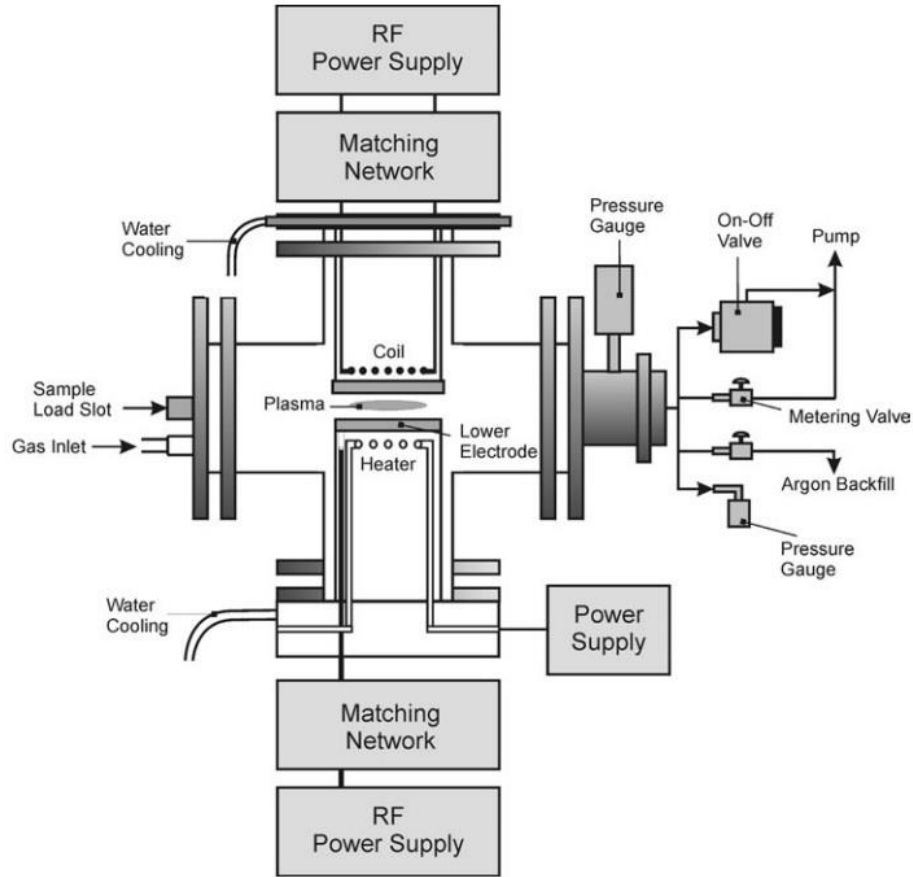 RF
Power Supply
Matching
Network
Water
Cooling
Pressure
Gauge
On-Off
Valve
Pump
Coil
Sample
Load Slot
Plasma
Metering Valve
Gas Inlet
Lower
Electrode
Heater
Argon Backfill
Pressure
Gauge
Water
Cooling
Power
Supply
Matching
Network
RF
Power Supply